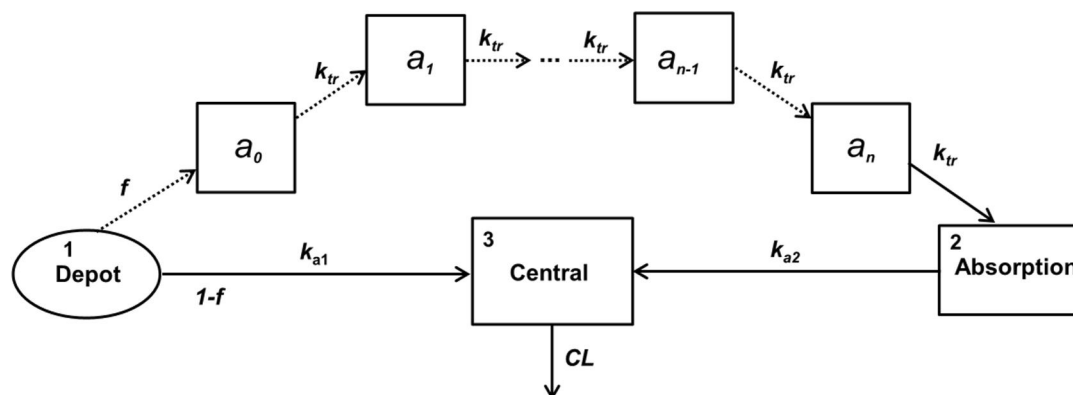 k_tr
k_tr
k_tr
a_1
...
a_n-1
k_tr
a_0
a_n
k_tr
f
1
Depot
k_a1
1-f
3
Central
k_a2
2
Absorption
CL